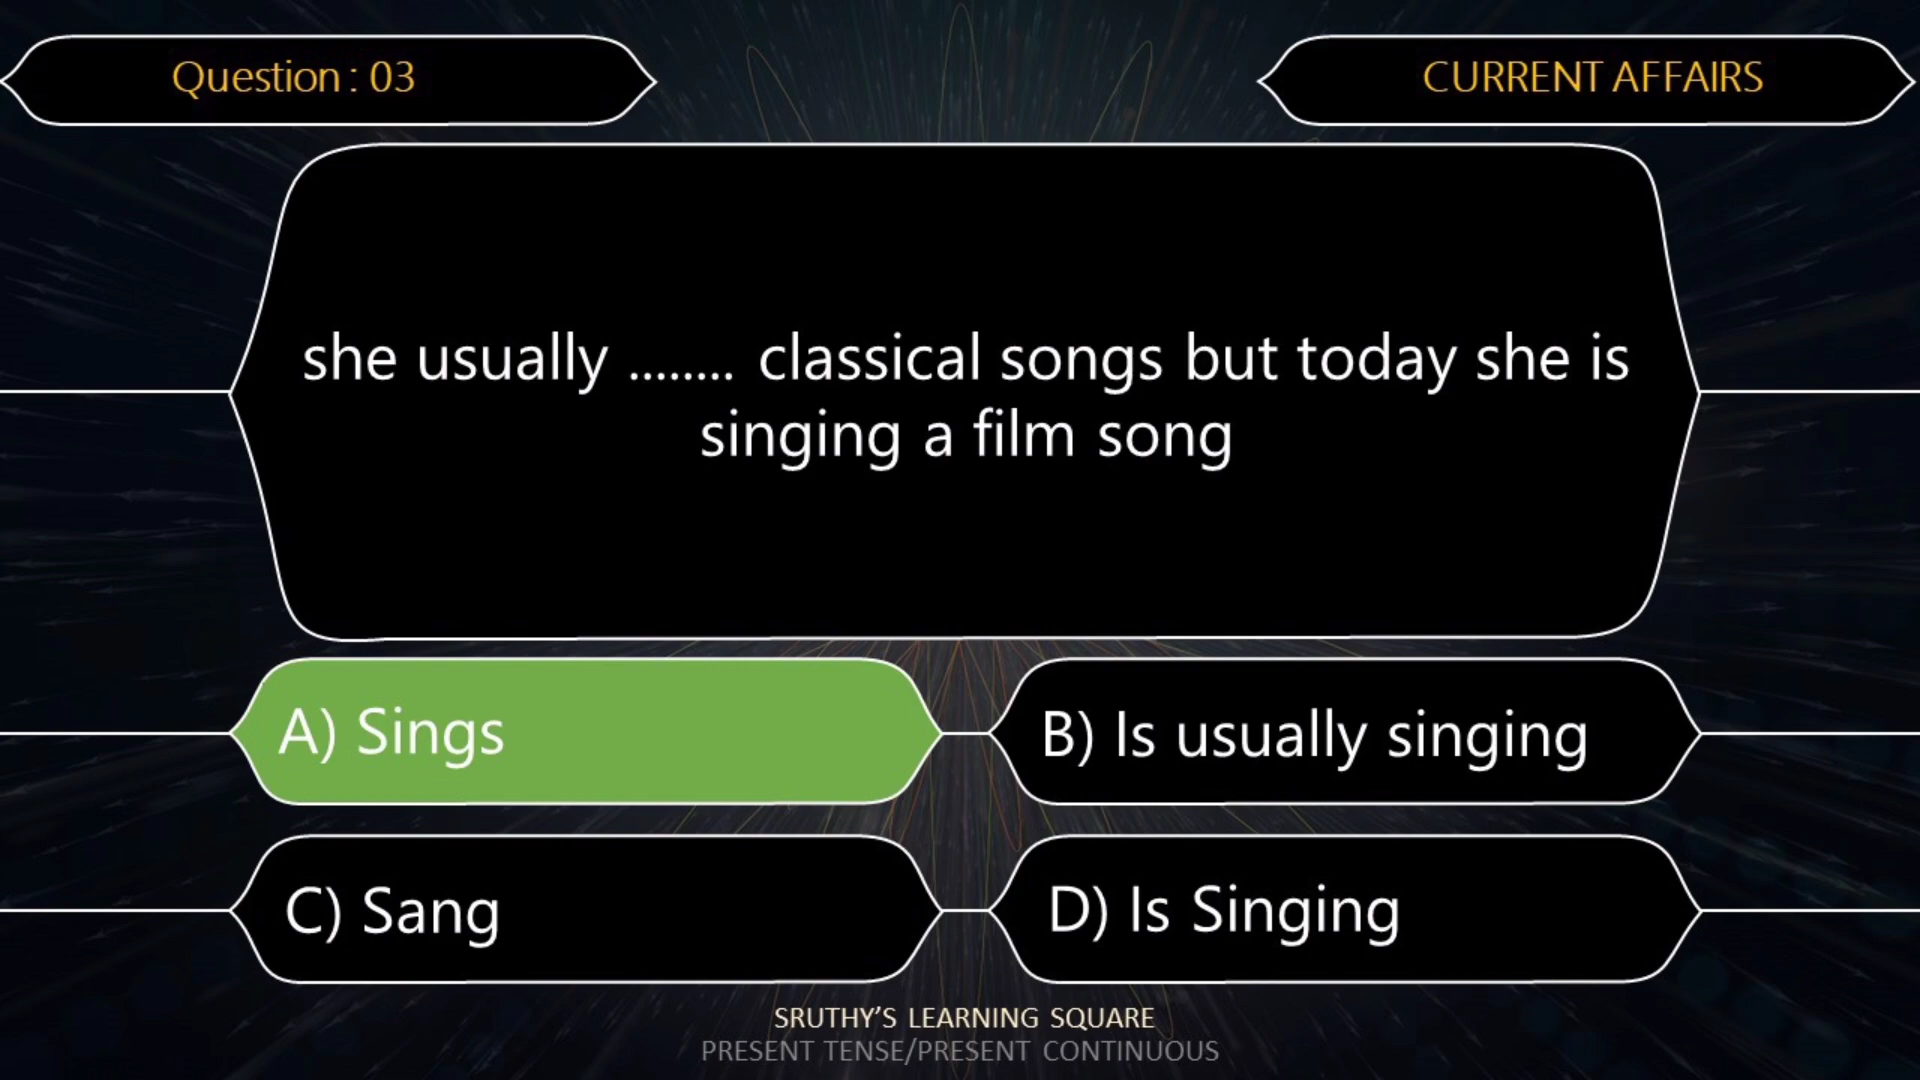 Question : 03
CURRENT AFFAIRS
she usually ........ classical songs but today she is
singing a film song
A) Sings
B) Is usually singing
C) Sang
D) Is Singing
SRUTHY’S LEARNING SQUARE
PRESENT TENSE/PRESENT CONTINUOUS